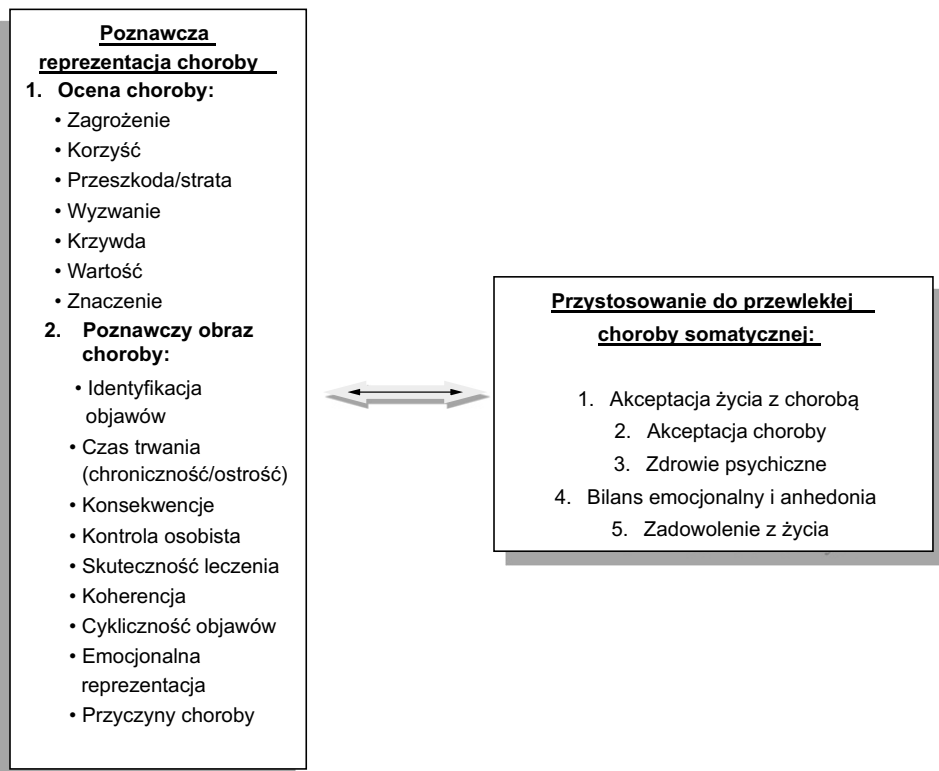 Poznawcza
reprezentacja choroby
1. Ocena choroby:
• Zagrożenie
• Korzyść
• Przeszkoda/strata
• Wyzwanie
• Krzywda
• Wartość
• Znaczenie
2. Poznawczy obraz
choroby:
• Identyfikacja
objawów
• Czas trwania
(chroniczność/ostrość)
• Konsekwencje
• Kontrola osobista
• Skuteczność leczenia
• Koherencja
• Cykliczność objawów
• Emocjonalna
reprezentacja
• Przyczyny choroby
Przystosowanie do przewlekłej
choroby somatycznej:
1. Akceptacja życia z chorobą
2. Akceptacja choroby
3. Zdrowie psychiczne
4. Bilans emocjonalny i anhedonia
5. Zadowolenie z życia